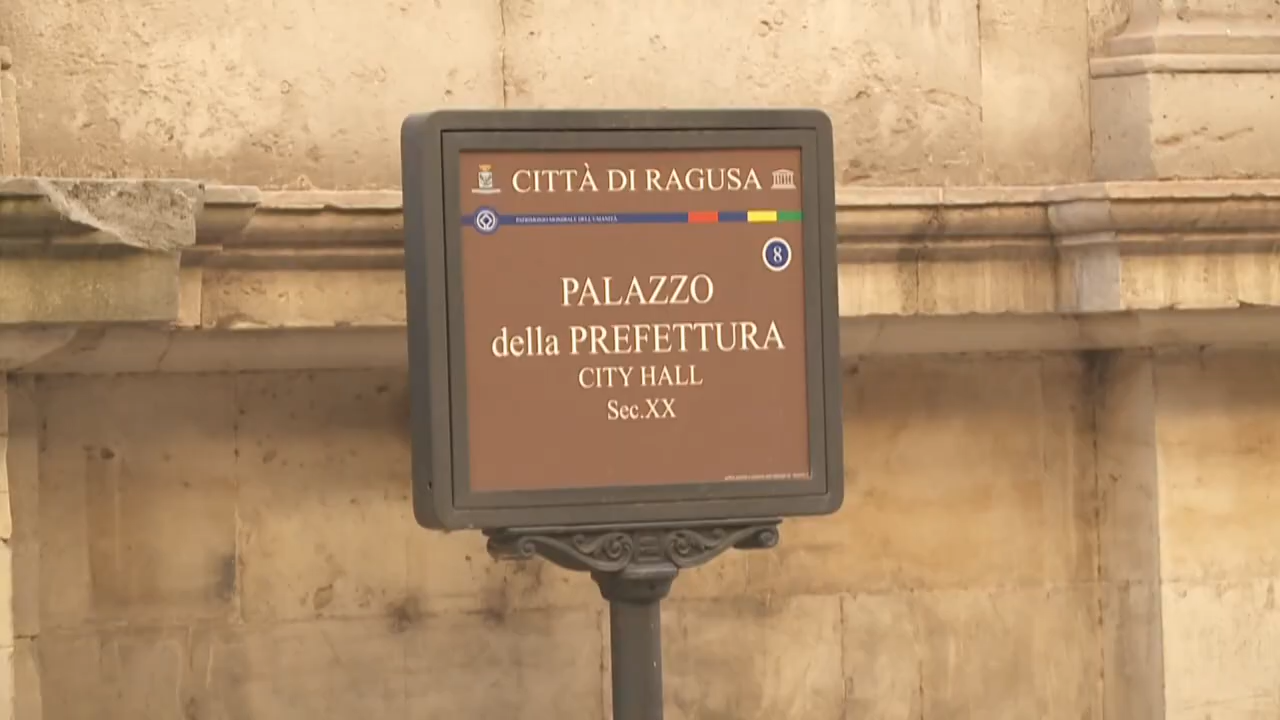 CITTÀ DI RAGUSA
PATRIMONIO MONDIALE DELL'UMANITÀ
8
PALAZZO
della PREFETTURA
CITY HALL
Sec.XX